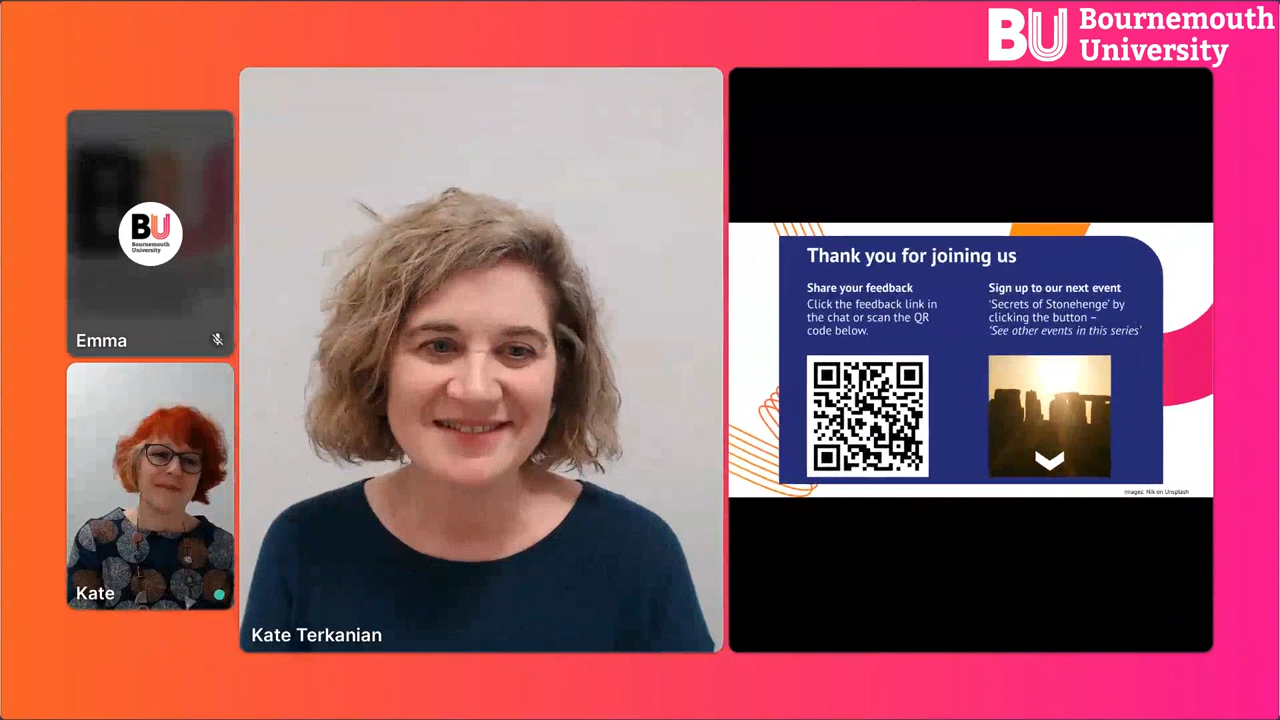 BU Bournemouth
University
BU
Bournemouth
University
Emma
Kate
Kate Terkanian
Thank you for joining us
Share your feedback
Click the feedback link in
the chat or scan the QR
code below.
Sign up to our next event
‘Secrets of Stonehenge’ by
clicking the button –
‘See other events in this series’
Images: Nik on Unsplash